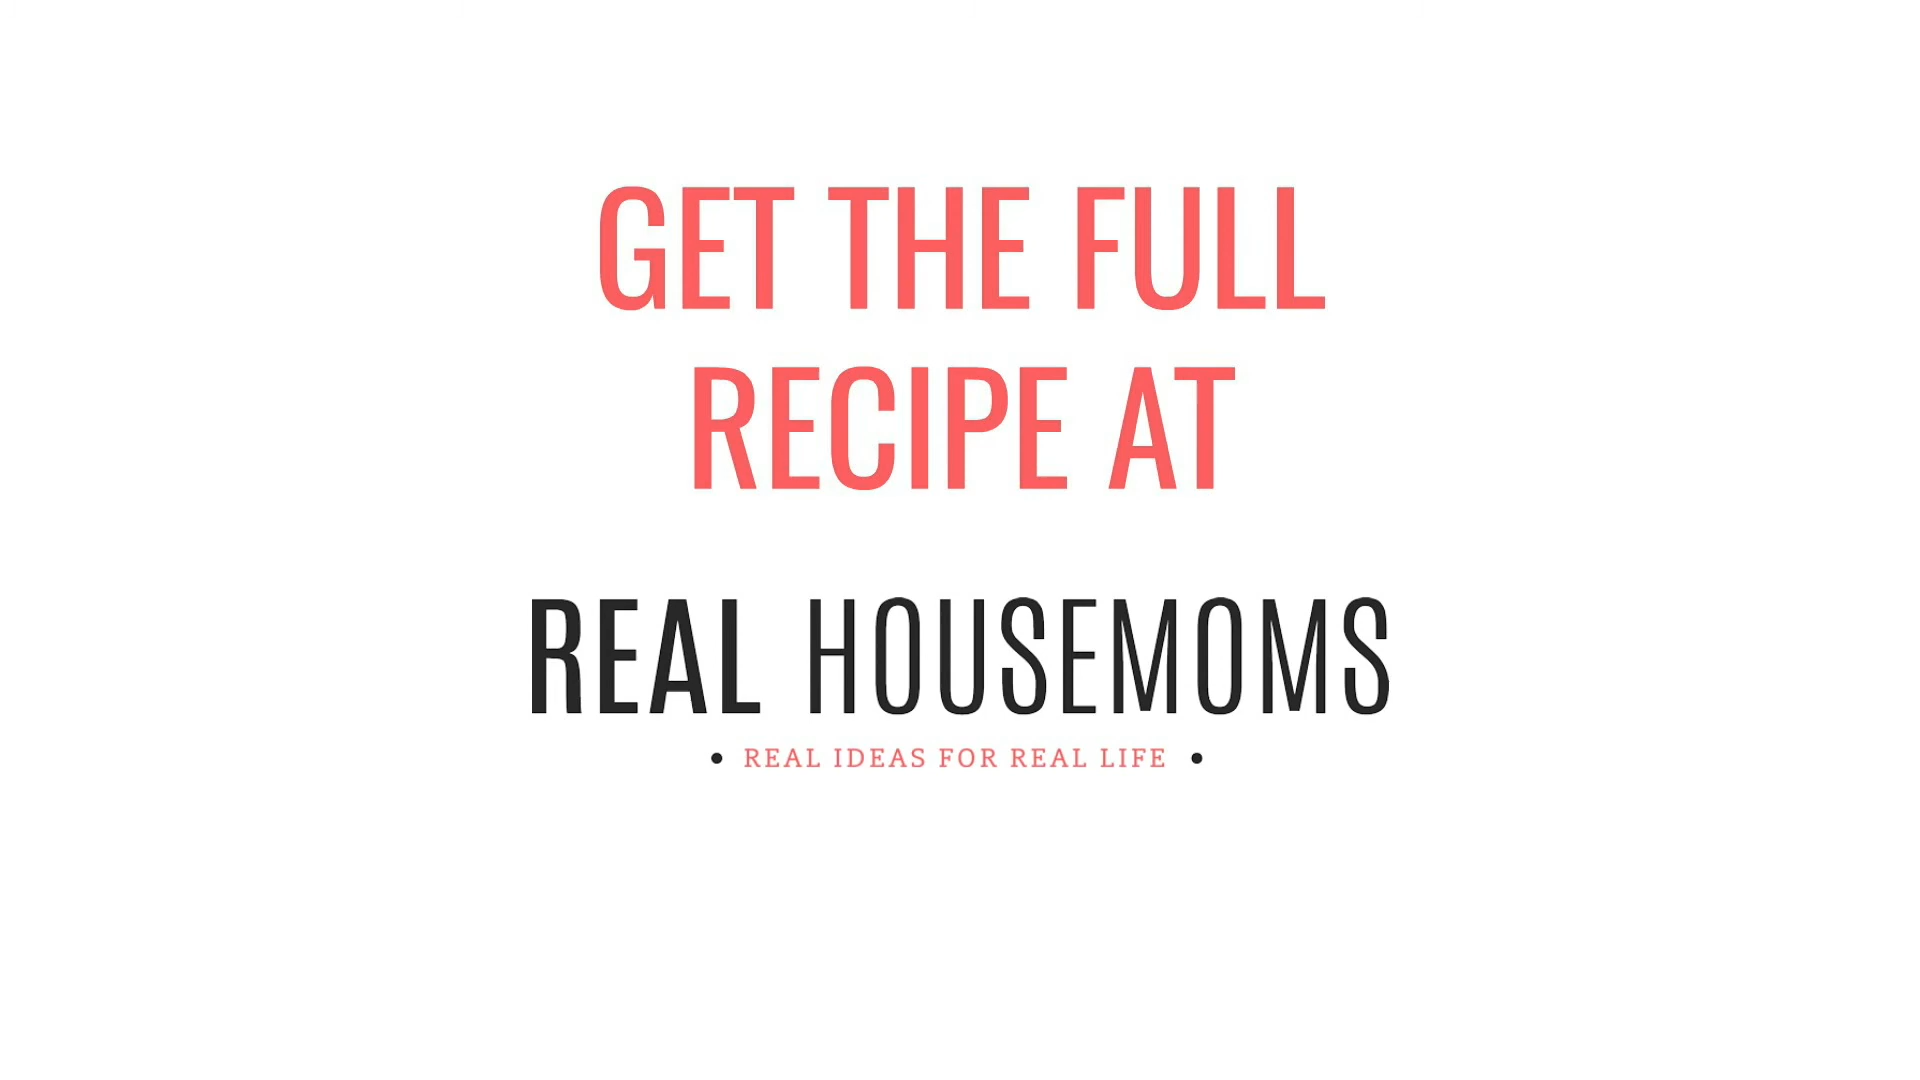 GET THE FULL
RECIPE AT
REAL HOUSEMOMS
• REAL IDEAS FOR REAL LIFE •